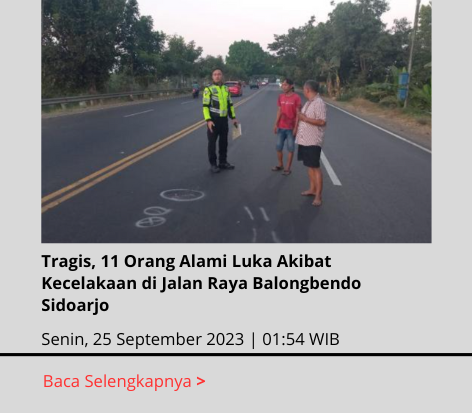 Tragis, 11 Orang Alami Luka Akibat
Kecelakaan di Jalan Raya Balongbendo
Sidoarjo
Senin, 25 September 2023 | 01:54 WIB
Baca Selengkapnya >